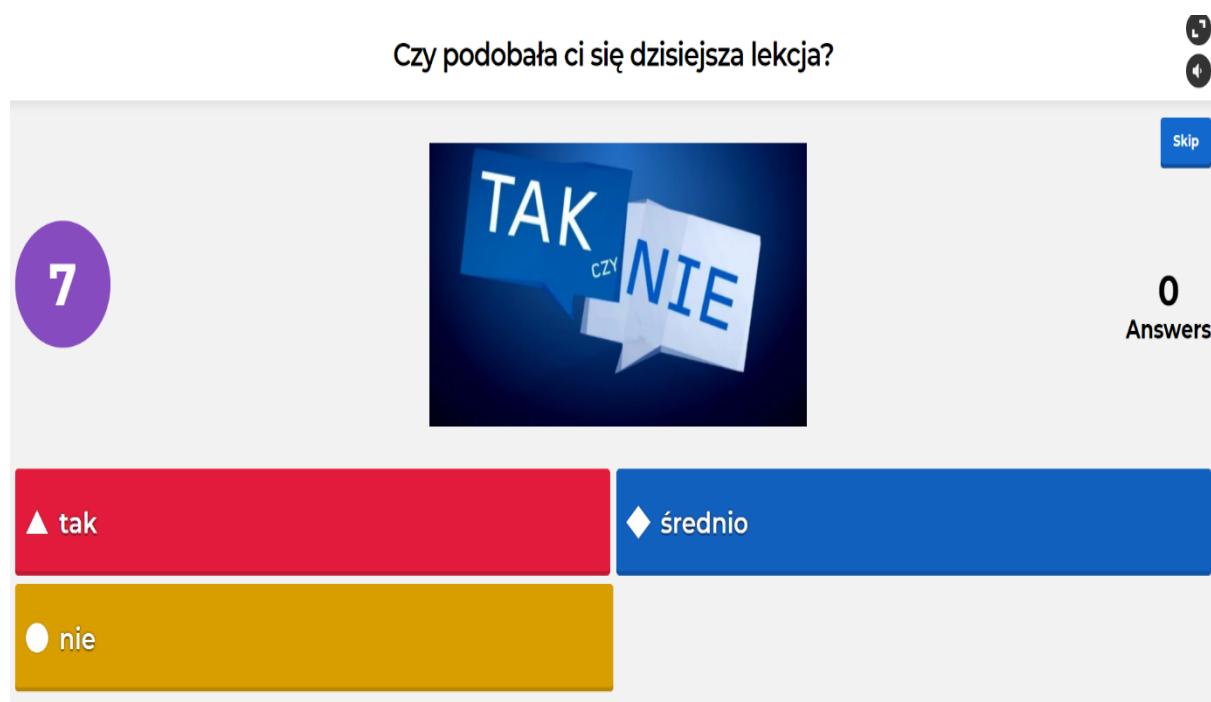 Czy podobała ci się dzisiejsza lekcja?
Skip
7
TAK
CZY
NIE
0
Answers
tak
średnio
nie